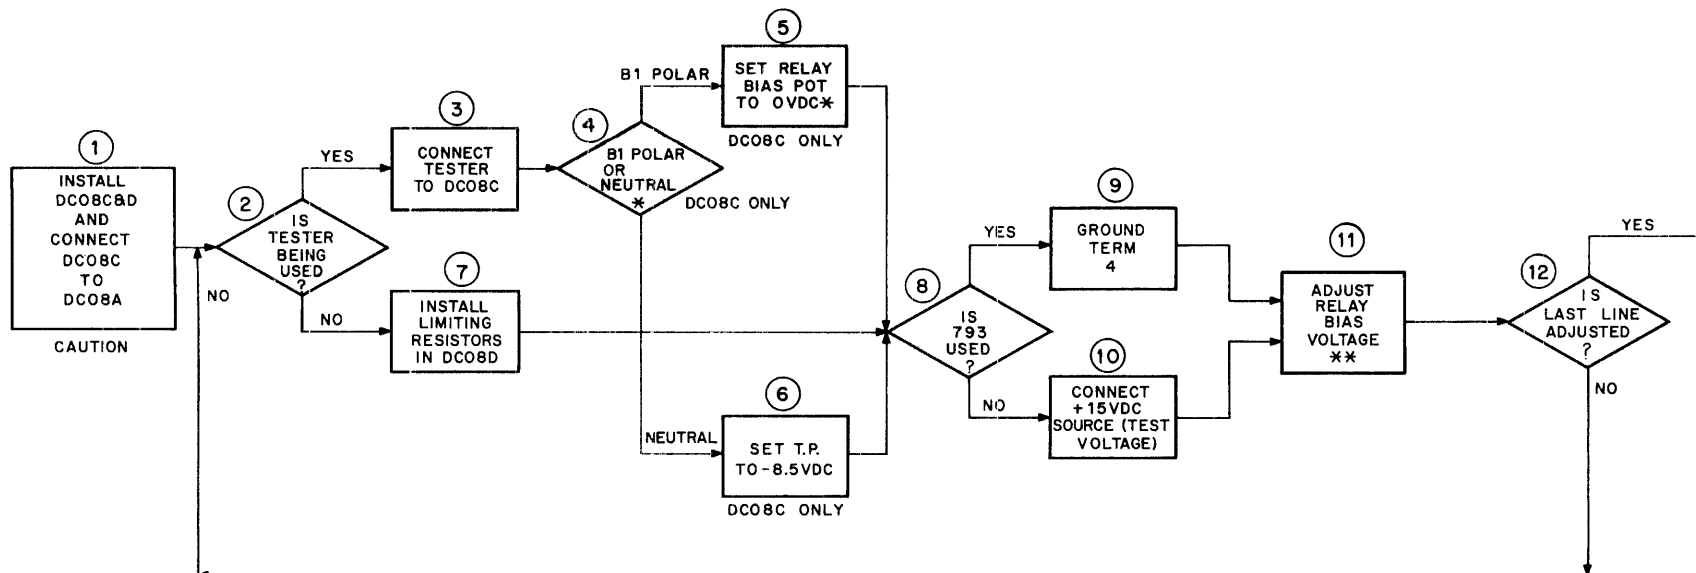 1
INSTALL
DC08C&D
AND
CONNECT
DC08C
TO
DC08A
CAUTION
2
IS
TESTER
BEING
USED
?
YES
NO
NO
3
CONNECT
TESTER
TO DC08C
7
INSTALL
LIMITING
RESISTORS
IN DC08D
4
B1 POLAR
OR
NEUTRAL
*
DC08C ONLY
B1 POLAR
NEUTRAL
5
SET RELAY
BIAS POT
TO 0VDC*
DC08C ONLY
6
SET T.P.
TO -8.5VDC
DC08C ONLY
8
IS
793
USED
?
YES
NO
9
GROUND
TERM
4
10
CONNECT
+15VDC
SOURCE (TEST
VOLTAGE)
11
ADJUST
RELAY
BIAS
VOLTAGE
**
12
IS
LAST LINE
ADJUSTED
?
YES
NO